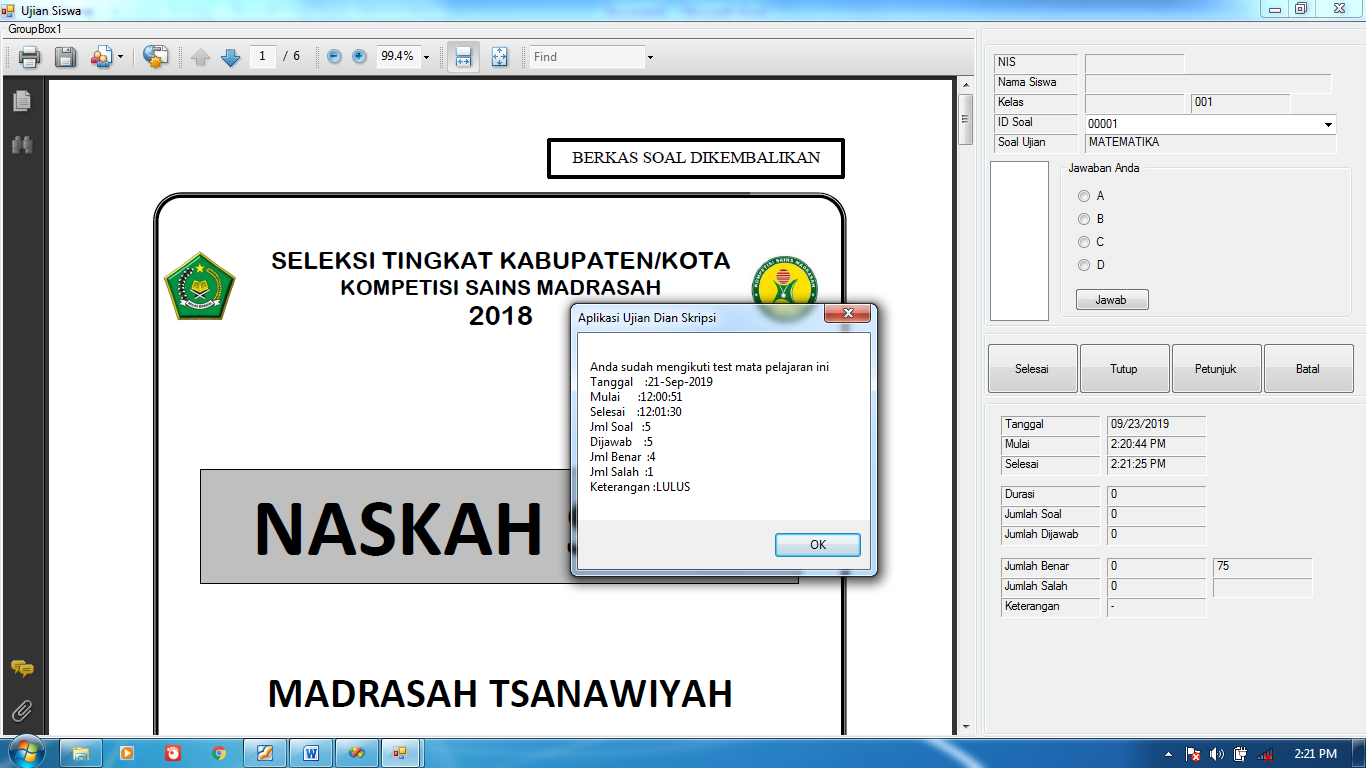 Ujian Siswa
GroupBox1
1 / 6
99.4%
Find
BERKAS SOAL DIKEMBALIKAN
SELEKSI TINGKAT KABUPATEN/KOTA
KOMPETISI SAINS MADRASAH
2018
KOMPETISI SAINS MADRASAH
NASKAH
MADRASAH TSANAWIYAH
Aplikasi Ujian Dian Skripsi
Anda sudah mengikuti test mata pelajaran ini
Tanggal :21-Sep-2019
Mulai :12:00:51
Selesai :12:01:30
Jml Soal :5
Dijawab :5
Jml Benar :4
Jml Salah :1
Keterangan :LULUS
OK
NIS
Nama Siswa
Kelas 001
ID Soal 00001
Soal Ujian MATEMATIKA
Jawaban Anda
A
B
C
D
Jawab
Selesai Tutup Petunjuk Batal
Tanggal 09/23/2019
Mulai 2:20:44 PM
Selesai 2:21:25 PM
Durasi 0
Jumlah Soal 0
Jumlah Dijawab 0
Jumlah Benar 0 75
Jumlah Salah 0
Keterangan -
2:21 PM